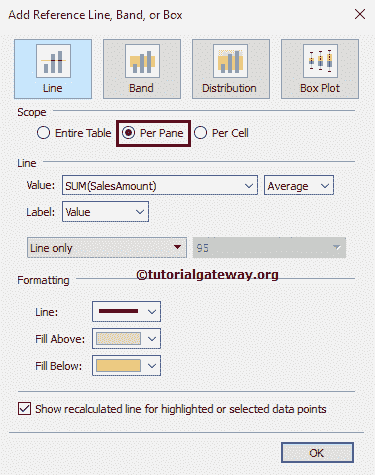 Add Reference Line, Band, or Box
Line Band Distribution Box Plot
Scope
Entire Table Per Pane Per Cell
Line
Value: SUM(SalesAmount) Average
Label: Value
Line only 95
©tutorialgateway.org
Formatting
Line:
Fill Above:
Fill Below:
Show recalculated line for highlighted or selected data points
OK